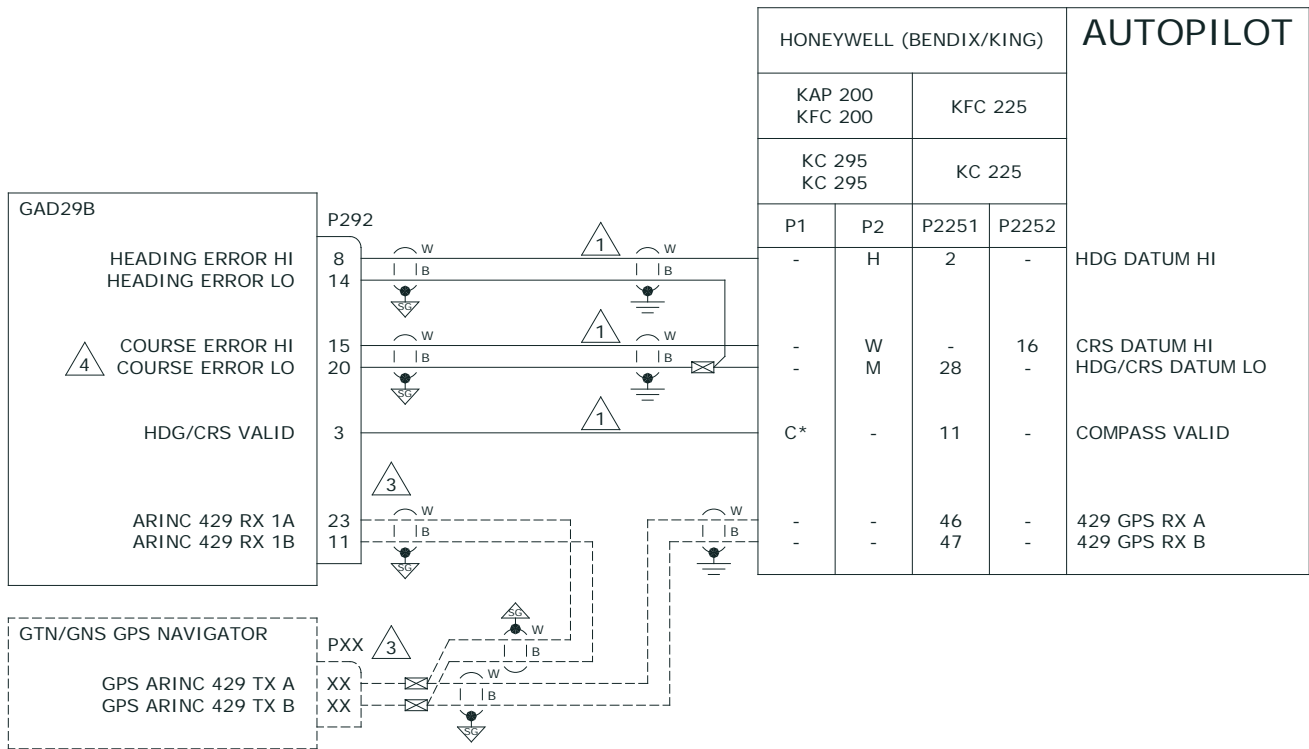 HONEYWELL (BENDIX/KING) AUTOPILOT
KAP 200
KFC 200
KFC 225
KC 295
KC 295
KC 225
P1 P2 P2251 P2252
GAD29B
P292
HEADING ERROR HI 8 W 1 W - H 2 - HDG DATUM HI
HEADING ERROR LO 14 B B
SG
COURSE ERROR HI 15 W 1 W - W - 16 CRS DATUM HI
4 COURSE ERROR LO 20 B B - M 28 - HDG/CRS DATUM LO
SG
HDG/CRS VALID 3 1 C* - 11 - COMPASS VALID
3
ARINC 429 RX 1A 23 W W - - 46 - 429 GPS RX A
ARINC 429 RX 1B 11 B B - - 47 - 429 GPS RX B
SG
SG
GTN/GNS GPS NAVIGATOR PXX 3 W
B
GPS ARINC 429 TX A XX W
GPS ARINC 429 TX B XX B
SG